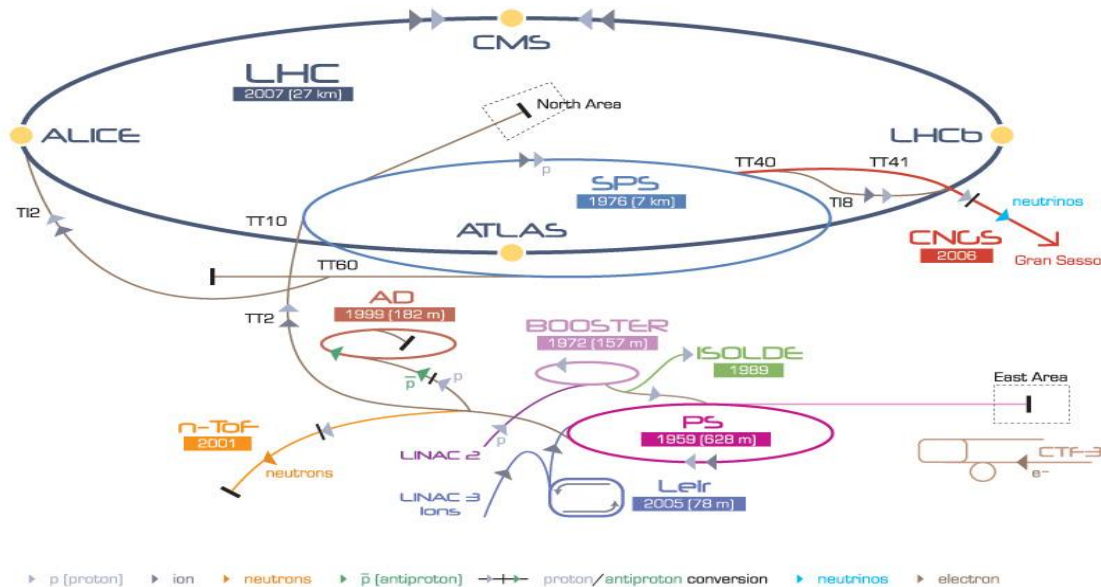 CMS
LHC
2007 (27 km)
North Area
ALICE
LHCb
TT40
TT41
SPS
1976 (7 km)
p
TI8
neutrinos
TI2
TT10
ATLAS
CNGS
2006
Gran Sasso
TT60
AD
1999 (182 m)
TT2
BOOSTER
1972 (157 m)
ISOLDE
1989
p
p̅
East Area
n-ToF
2001
LINAC 2
p
PS
1959 (628 m)
CTF-3
e-
neutrons
LINAC 3
Ions
LeIr
2005 (78 m)
p (proton)
ion
neutrons
p̅ (antiproton)
proton/antiproton conversion
neutrinos
electron